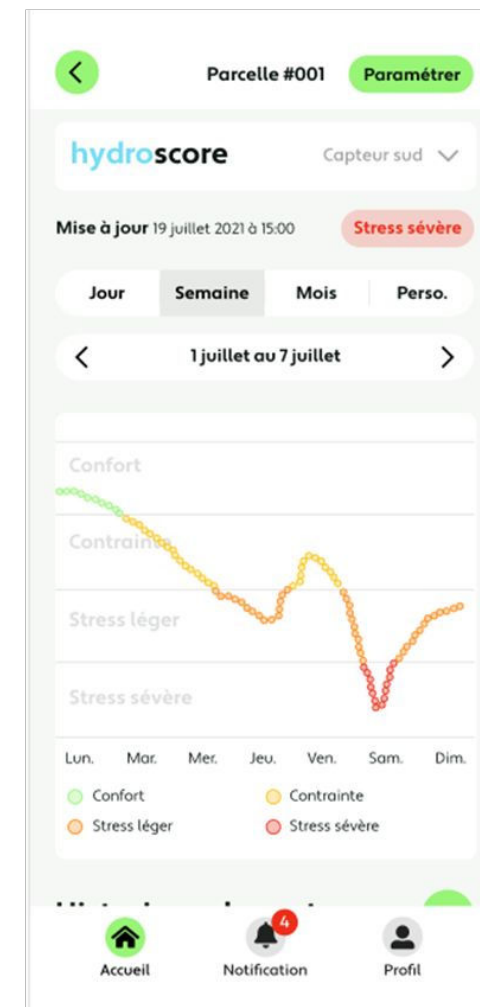 Parcelle #001 Paramétrer
hydroscore Capteur sud
Mise à jour 19 juillet 2021 à 15:00 Stress sévère
Jour Semaine Mois Perso.
1 juillet au 7 juillet
Confort
Contrainte
Stress léger
Stress sévère
Lun. Mar. Mer. Jeu. Ven. Sam. Dim.
Confort Contrainte
Stress léger Stress sévère
4
Accueil Notification Profil